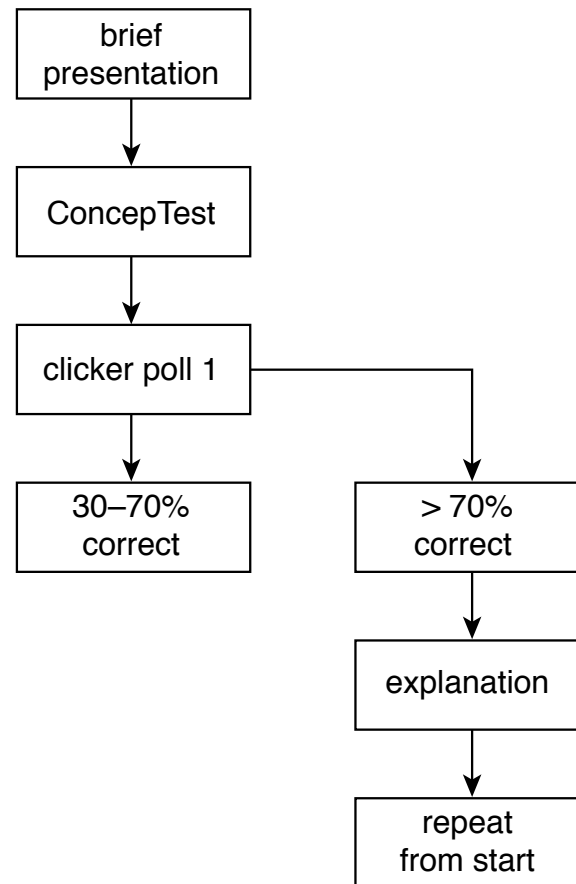 brief
presentation
ConcepTest
clicker poll 1
30–70%
correct
> 70%
correct
explanation
repeat
from start